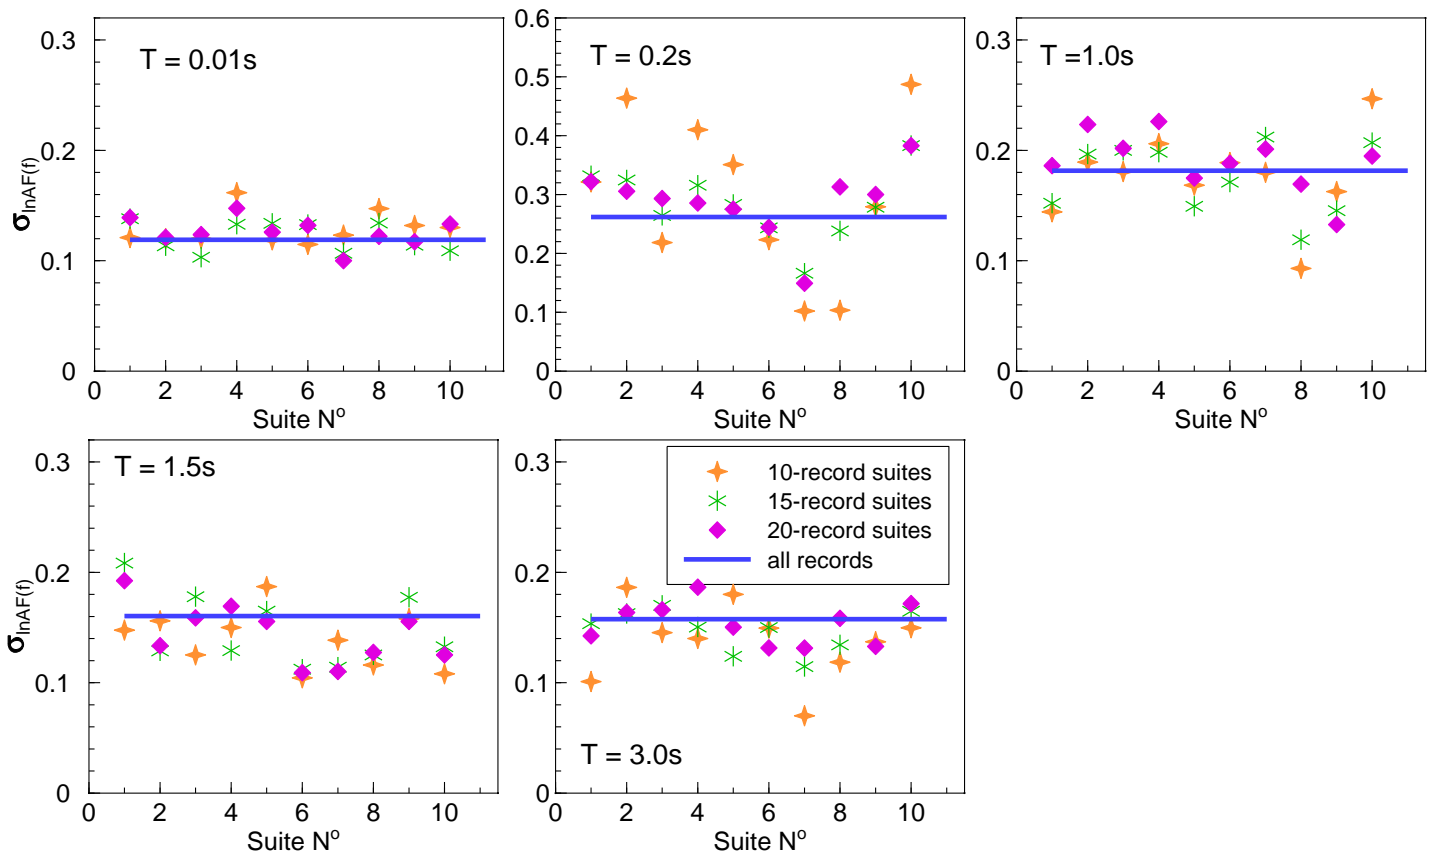 T = 0.01s
0.3
0.2
0.1
0
σlnAF(f)
0 2 4 6 8 10
Suite Nº
T = 0.2s
0.6
0.5
0.4
0.3
0.2
0.1
0
0 2 4 6 8 10
Suite Nº
T =1.0s
0.3
0.2
0.1
0
0 2 4 6 8 10
Suite Nº
T = 1.5s
0.3
0.2
0.1
0
σlnAF(f)
0 2 4 6 8 10
Suite Nº
10-record suites
15-record suites
20-record suites
all records
T = 3.0s
0.3
0.2
0.1
0
0 2 4 6 8 10
Suite Nº